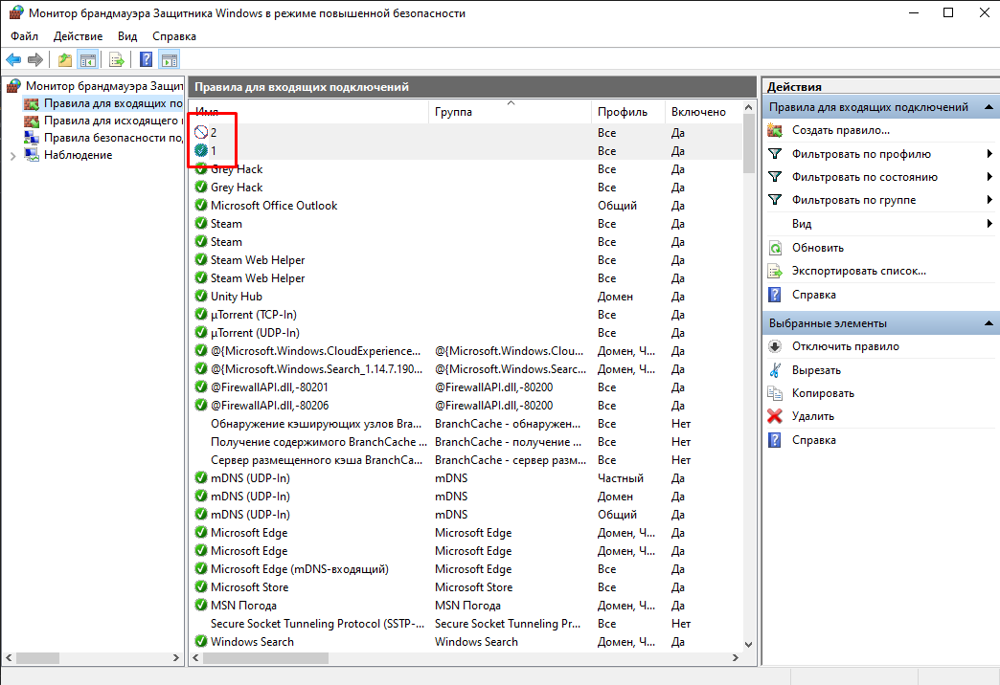 Монитор брандмауэра Защитника Windows в режиме повышенной безопасности
Файл Действие Вид Справка
Монитор брандмауэра Защит
Правила для входящих по
Правила для исходящего
Правила безопасности по
Наблюдение
Правила для входящих подключений
Имя Группа Профиль Включено
2 Все Да
1 Все Да
Grey Hack Все Да
Grey Hack Все Да
Microsoft Office Outlook Общий Да
Steam Все Да
Steam Все Да
Steam Web Helper Все Да
Steam Web Helper Все Да
Unity Hub Домен Да
µTorrent (TCP-In) Все Да
µTorrent (UDP-In) Все Да
@{Microsoft.Windows.CloudExperience... @{Microsoft.Windows.Clou... Домен, Ч... Да
@{Microsoft.Windows.Search_1.14.7.190... @{Microsoft.Windows.Searc... Домен, Ч... Да
@FirewallAPI.dll,-80201 @FirewallAPI.dll,-80200 Все Да
@FirewallAPI.dll,-80206 @FirewallAPI.dll,-80200 Все Да
Обнаружение кэширующих узлов Bra... BranchCache - обнаружен... Все Нет
Получение содержимого BranchCache ... BranchCache - получение ... Все Нет
Сервер размещенного кэша BranchCa... BranchCache - сервер разм... Все Нет
mDNS (UDP-In) mDNS Частный Да
mDNS (UDP-In) mDNS Домен Да
mDNS (UDP-In) mDNS Общий Да
Microsoft Edge Microsoft Edge Домен, Ч... Да
Microsoft Edge Microsoft Edge Домен, Ч... Да
Microsoft Edge (mDNS-входящий) Microsoft Edge Все Да
Microsoft Store Microsoft Store Все Да
MSN Погода MSN Погода Домен, Ч... Да
Secure Socket Tunneling Protocol (SSTP-... Secure Socket Tunneling Pr... Все Нет
Windows Search Windows Search Домен, Ч... Да
Действия
Правила для входящих подключений
Создать правило...
Фильтровать по профилю
Фильтровать по состоянию
Фильтровать по группе
Вид
Обновить
Экспортировать список...
Справка
Выбранные элементы
Отключить правило
Вырезать
Копировать
Удалить
Справка